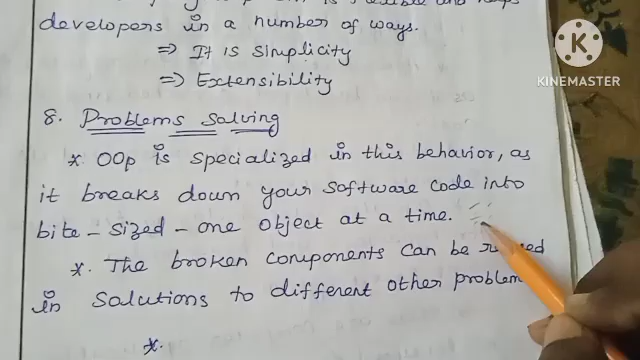 developers in a number of ways.
⇒ It is simplicity
⇒ Extensibility
KINEMASTER
8. Problems solving
* OOP is specialized in this behavior, as
it breaks down your software code into
bite - sized - one object at a time.
*. The broken components can be
in solutions to different other problem
*.